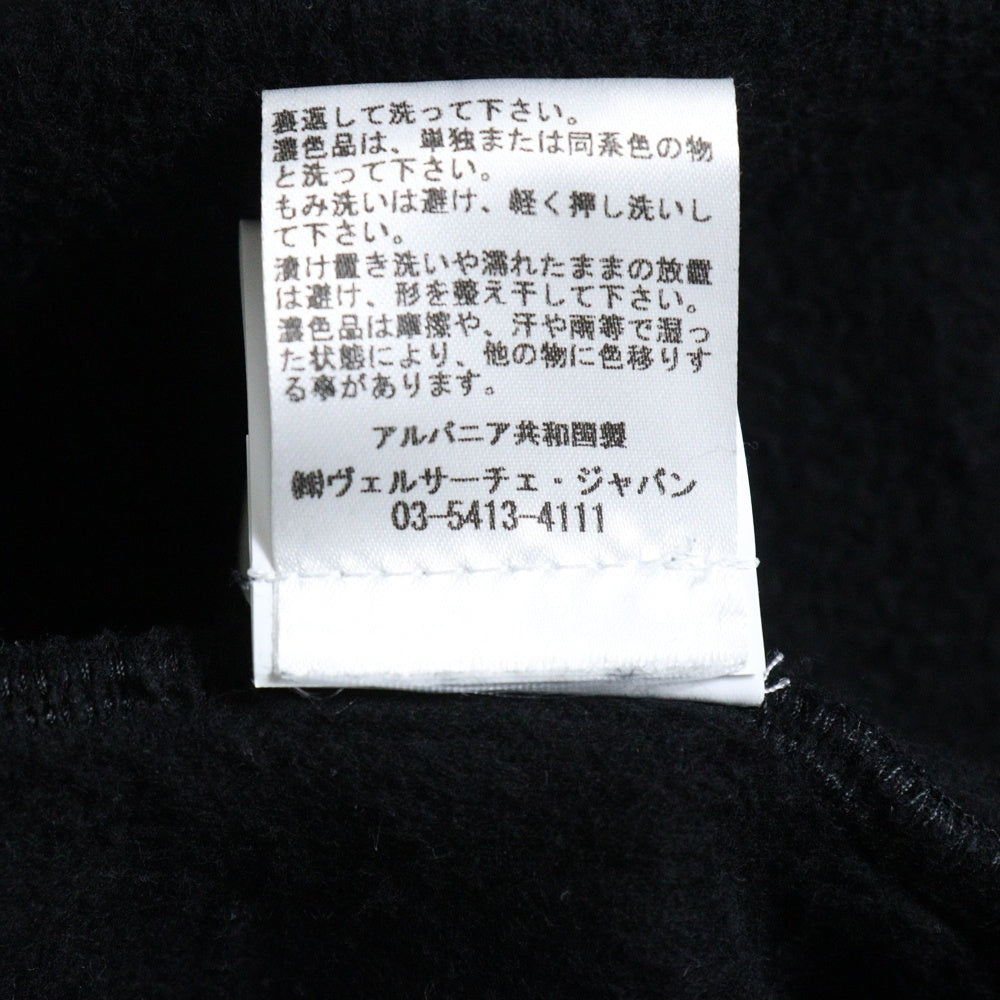 裏返して洗って下さい。
濃色品は、単独または同系色の物
と洗って下さい。
もみ洗いは避け、軽く押し洗いし
て下さい。
漬け置き洗いや濡れたままの放置
は避け、形を整え干して下さい。
濃色品は摩擦や、汗や雨等で湿っ
た状態により、他の物に色移りす
る事があります。
アルバニア共和国製
㈱ヴェルサーチェ・ジャパン
03-5413-4111